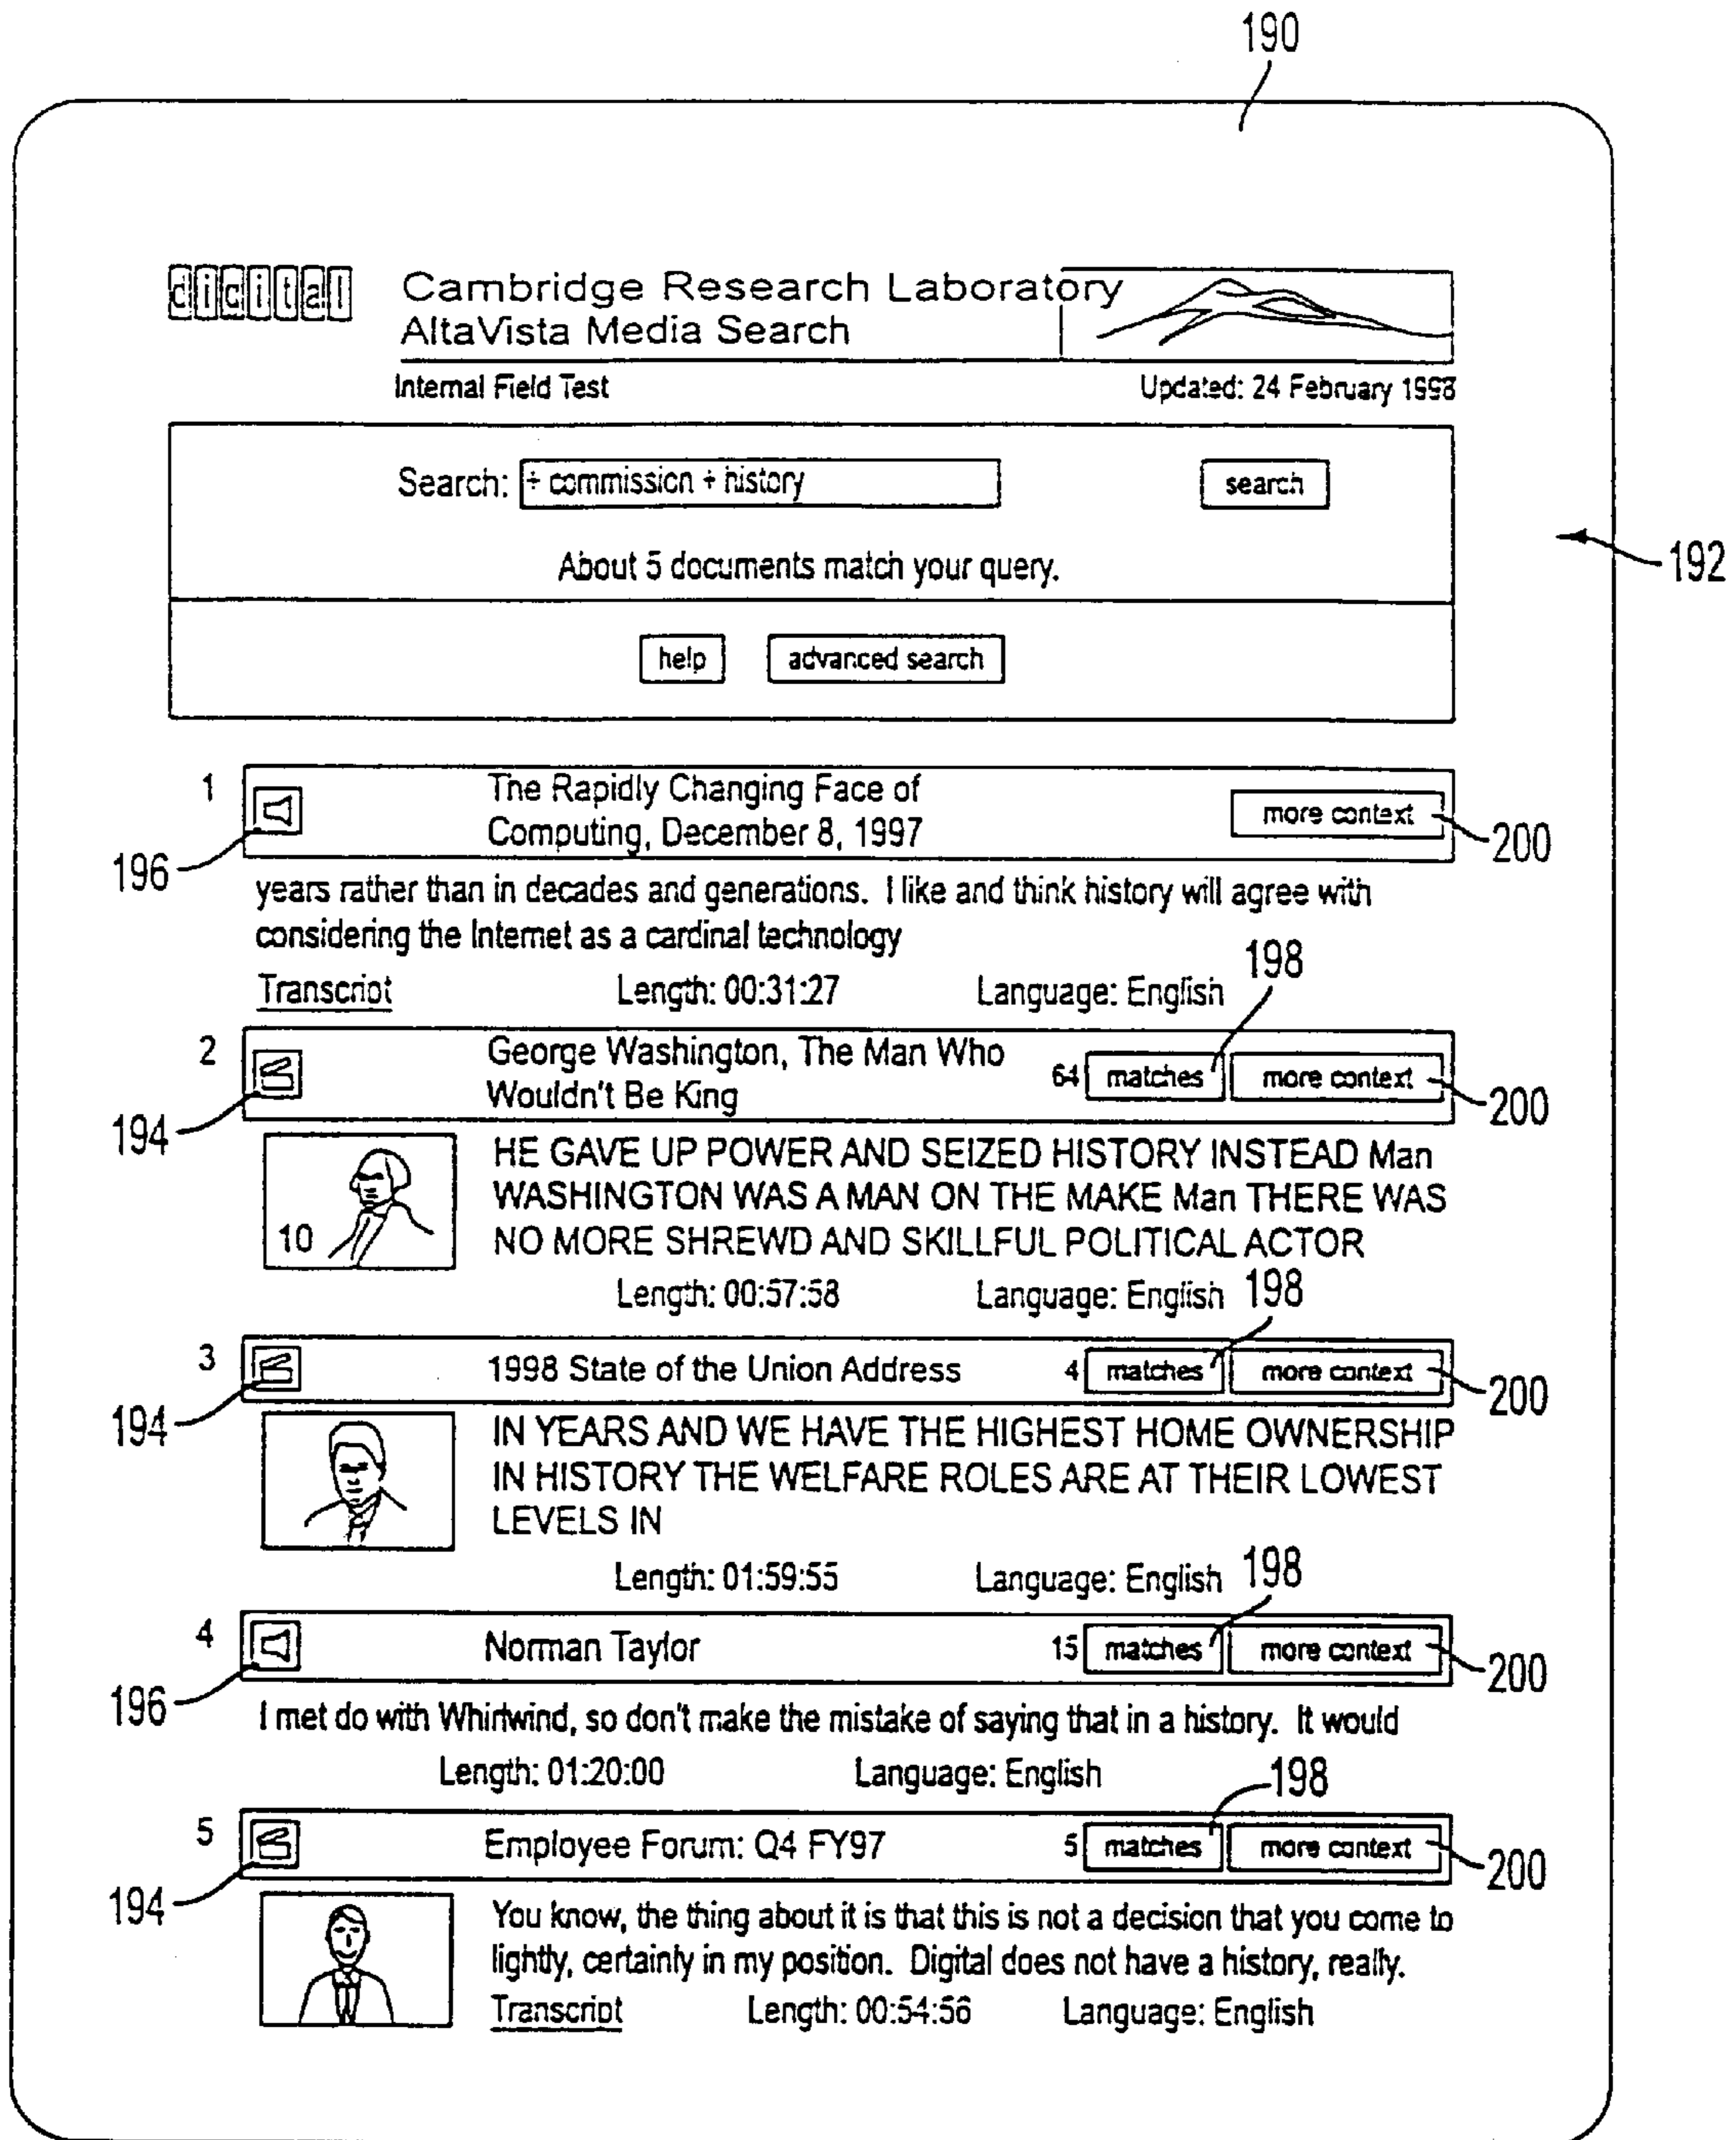 190
digital
Cambridge Research Laboratory
AltaVista Media Search
Internal Field Test Updated: 24 February 1998
Search: + commission + history search
About 5 documents match your query.
192
help advanced search
1 The Rapidly Changing Face of
Computing, December 8, 1997 more context 200
196
years rather than in decades and generations. I like and think history will agree with
considering the Internet as a cardinal technology
198
Transcript Length: 00:31:27 Language: English
2 George Washington, The Man Who
Wouldn't Be King 64 matches more context 200
194
HE GAVE UP POWER AND SEIZED HISTORY INSTEAD Man
WASHINGTON WAS A MAN ON THE MAKE Man THERE WAS
10 NO MORE SHREWD AND SKILLFUL POLITICAL ACTOR
Length: 00:57:58 Language: English 198
3 1998 State of the Union Address 4 matches more context 200
194
IN YEARS AND WE HAVE THE HIGHEST HOME OWNERSHIP
IN HISTORY THE WELFARE ROLES ARE AT THEIR LOWEST
LEVELS IN
Length: 01:59:55 Language: English 198
4 Norman Taylor 15 matches more context 200
196
I met do with Whirlwind, so don't make the mistake of saying that in a history. It would
Length: 01:20:00 Language: English 198
5 Employee Forum: Q4 FY97 5 matches more context 200
194
You know, the thing about it is that this is not a decision that you come to
lightly, certainly in my position. Digital does not have a history, really.
Transcript Length: 00:54:56 Language: English